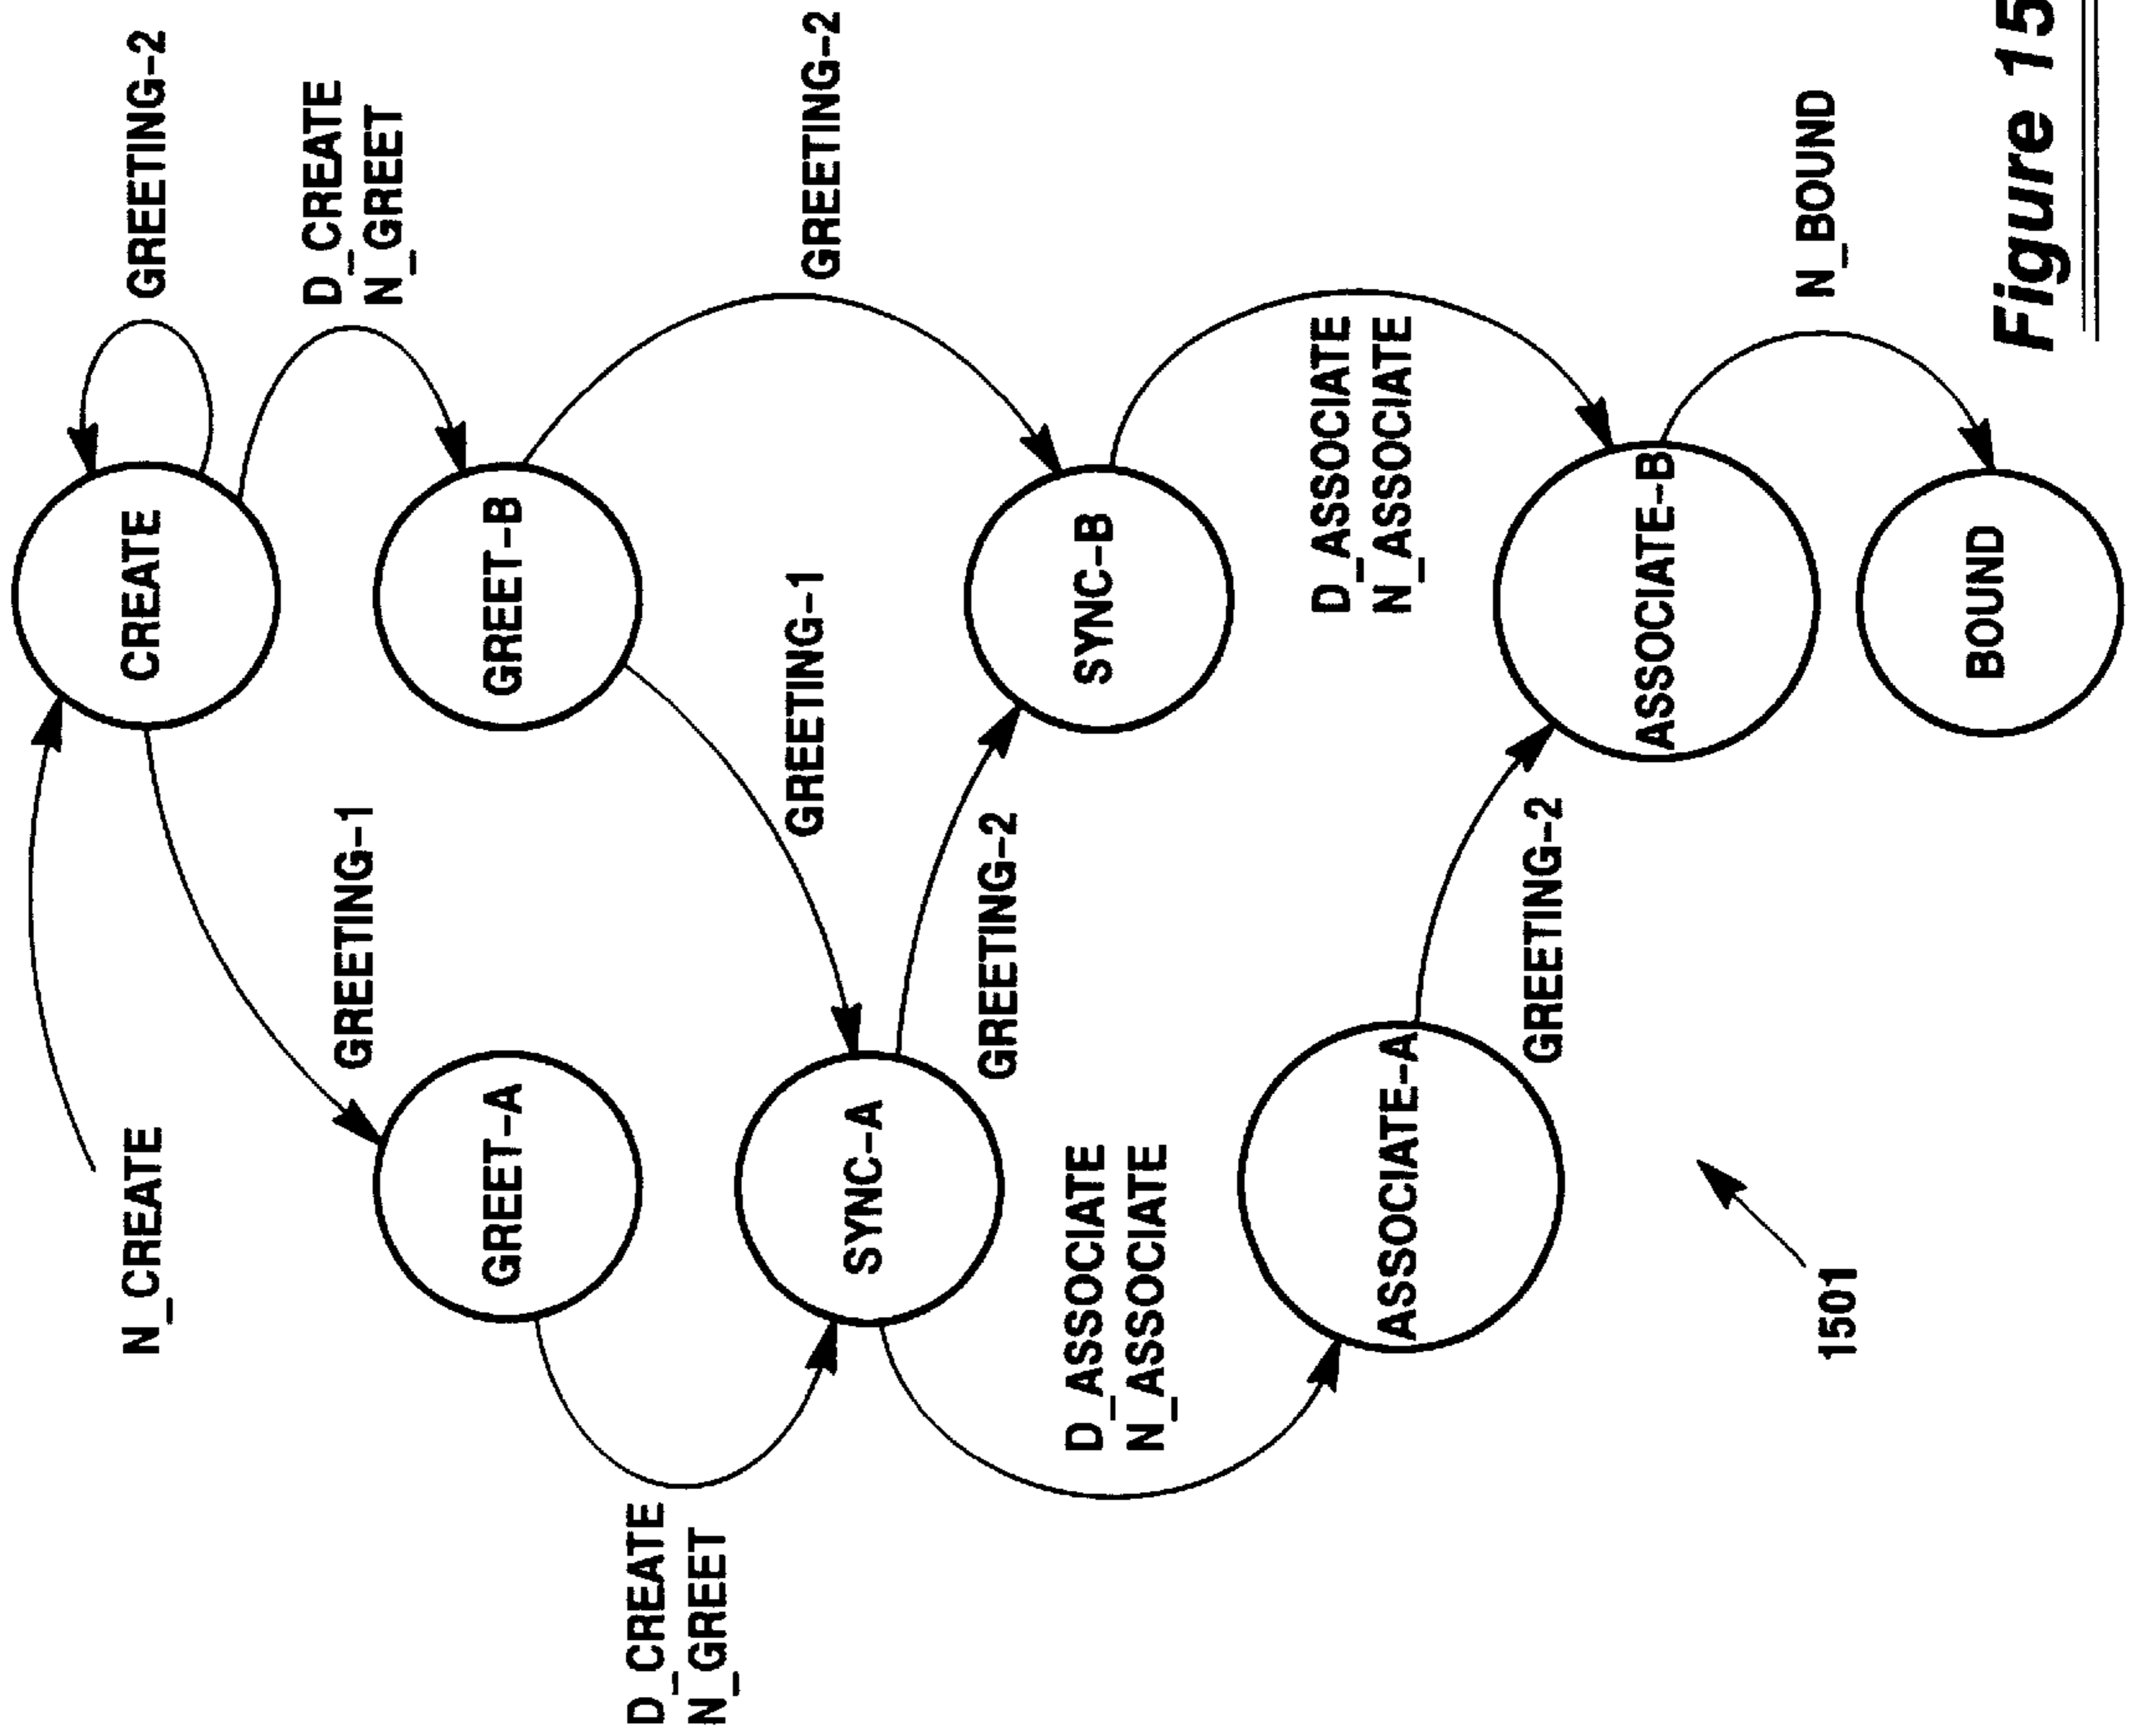 N_CREATE
CREATE
GREETING-2
GREETING-1
D_CREATE
N_GREET
GREET-A
GREET-B
D_CREATE
N_GREET
GREETING-1
GREETING-2
SYNC-A
GREETING-2
SYNC-B
D_ASSOCIATE
N_ASSOCIATE
D_ASSOCIATE
N_ASSOCIATE
ASSOCIATE-A
GREETING-2
ASSOCIATE-B
N_BOUND
1501
BOUND
Figure 15